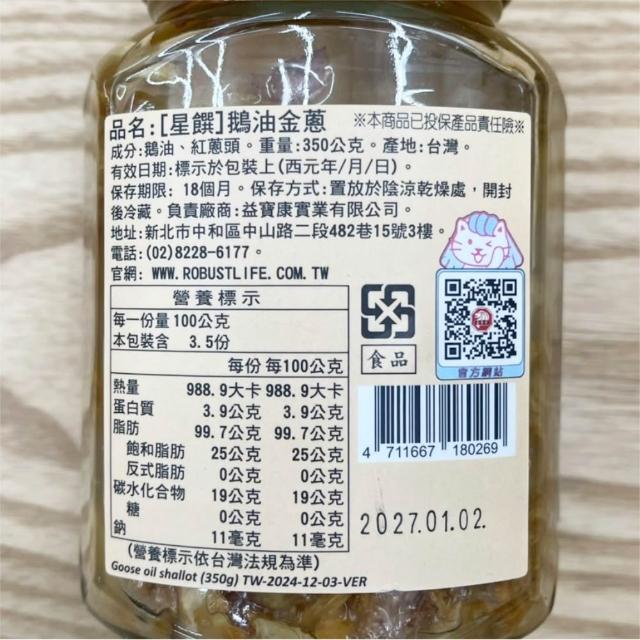 品名:[星饌]鵝油金蔥 ※本商品已投保產品責任險※
成分:鵝油、紅蔥頭。重量:350公克。產地:台灣。
有效日期:標示於包裝上(西元年/月/日)。
保存期限: 18個月。保存方式:置放於陰涼乾燥處,開封
後冷藏。負責廠商:益寶康實業有限公司。
地址:新北市中和區中山路二段482巷15號3樓。
電話:(02)8228-6177。
官網: WWW.ROBUSTLIFE.COM.TW
營養標示
每一份量 100公克
本包裝含 3.5份
每份 每100公克
熱量 988.9大卡 988.9大卡
蛋白質 3.9公克 3.9公克
脂肪 99.7公克 99.7公克
飽和脂肪 25公克 25公克
反式脂肪 0公克 0公克
碳水化合物 19公克 19公克
糖 0公克 0公克
鈉 11毫克 11毫克
(營養標示依台灣法規為準)
Goose oil shallot (350g) TW-2024-12-03-VER
食品
官方網站
4 711667 180269
2027.01.02.